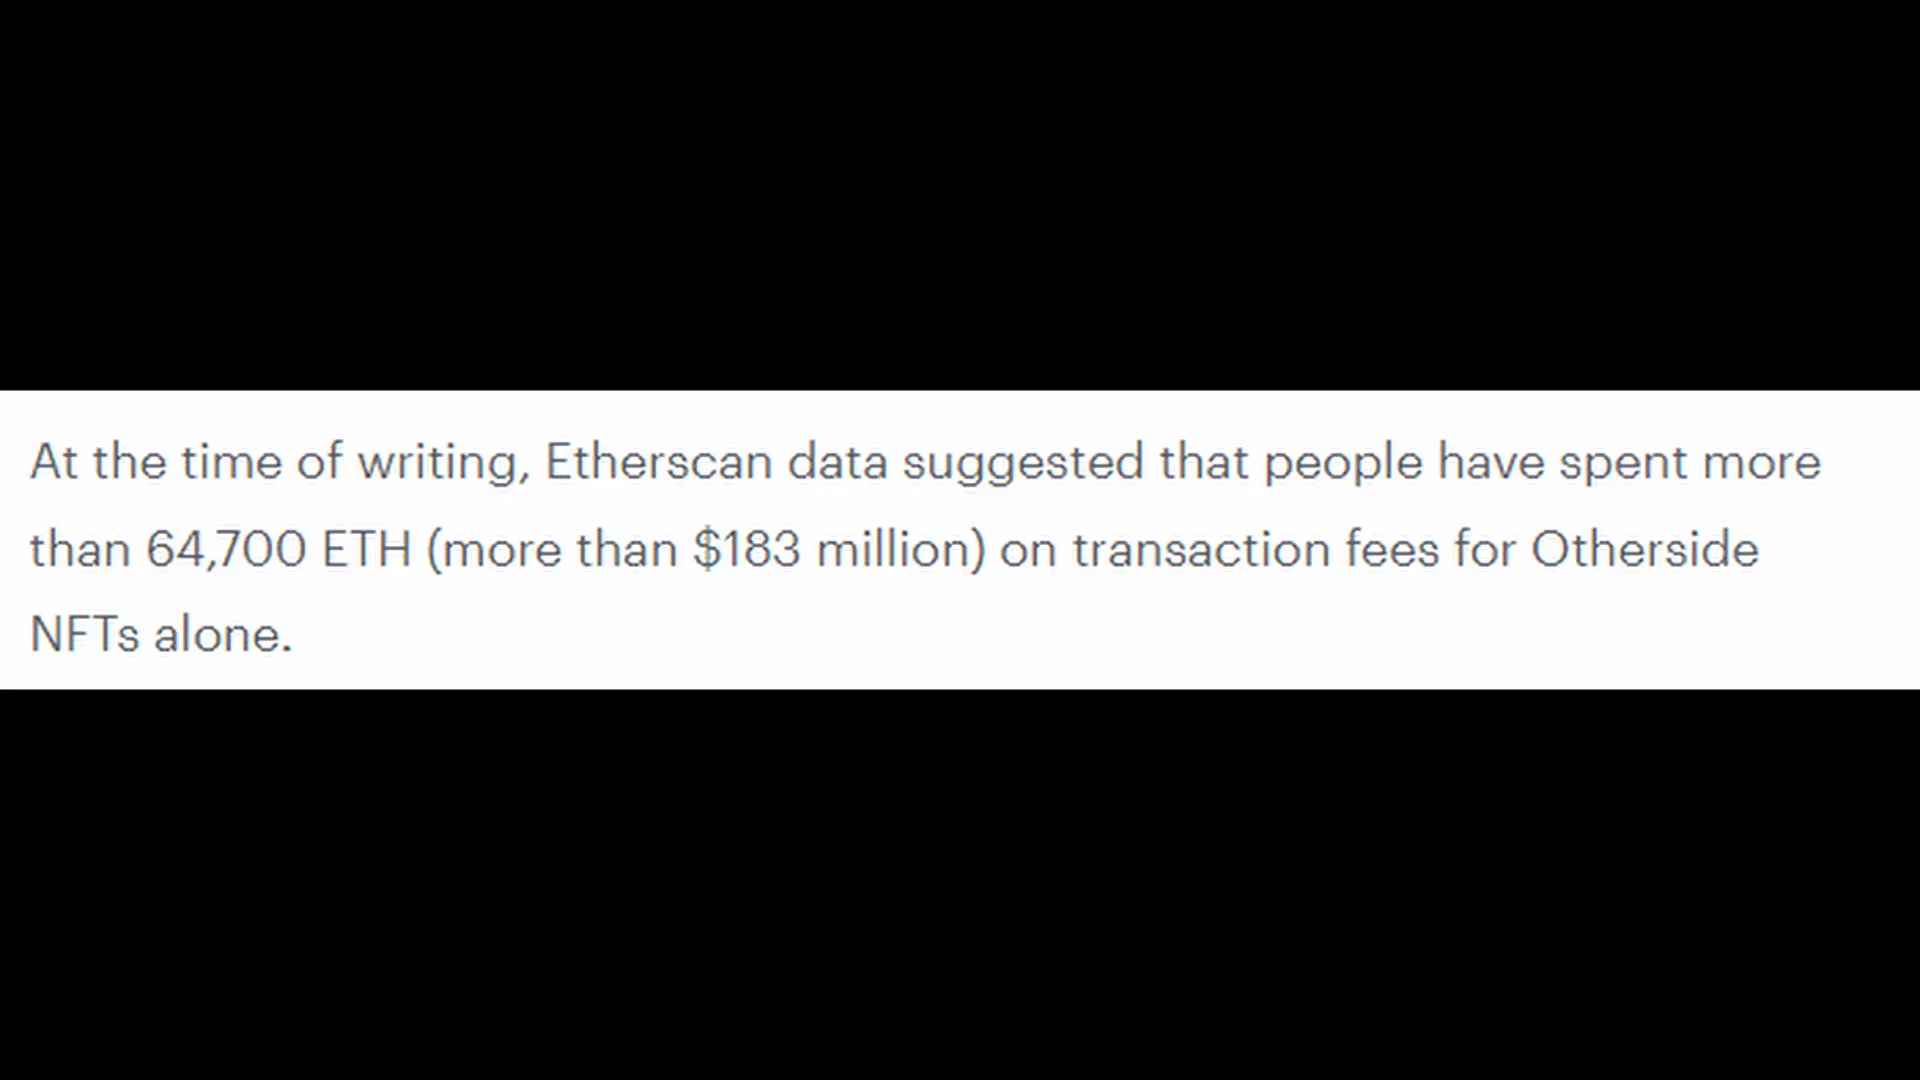 At the time of writing, Etherscan data suggested that people have spent more
than 64,700 ETH (more than $183 million) on transaction fees for Otherside
NFTs alone.